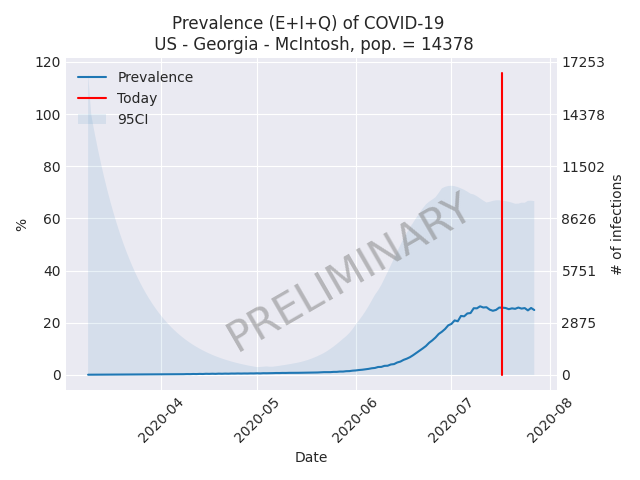 Prevalence (E+I+Q) of COVID-19
US - Georgia - McIntosh, pop. = 14378
Prevalence
Today
95CI
PRELIMINARY
120
100
80
60
40
20
0
%
17253
14378
11502
8626
5751
2875
0
# of infections
2020-04
2020-05
2020-06
2020-07
2020-08
Date